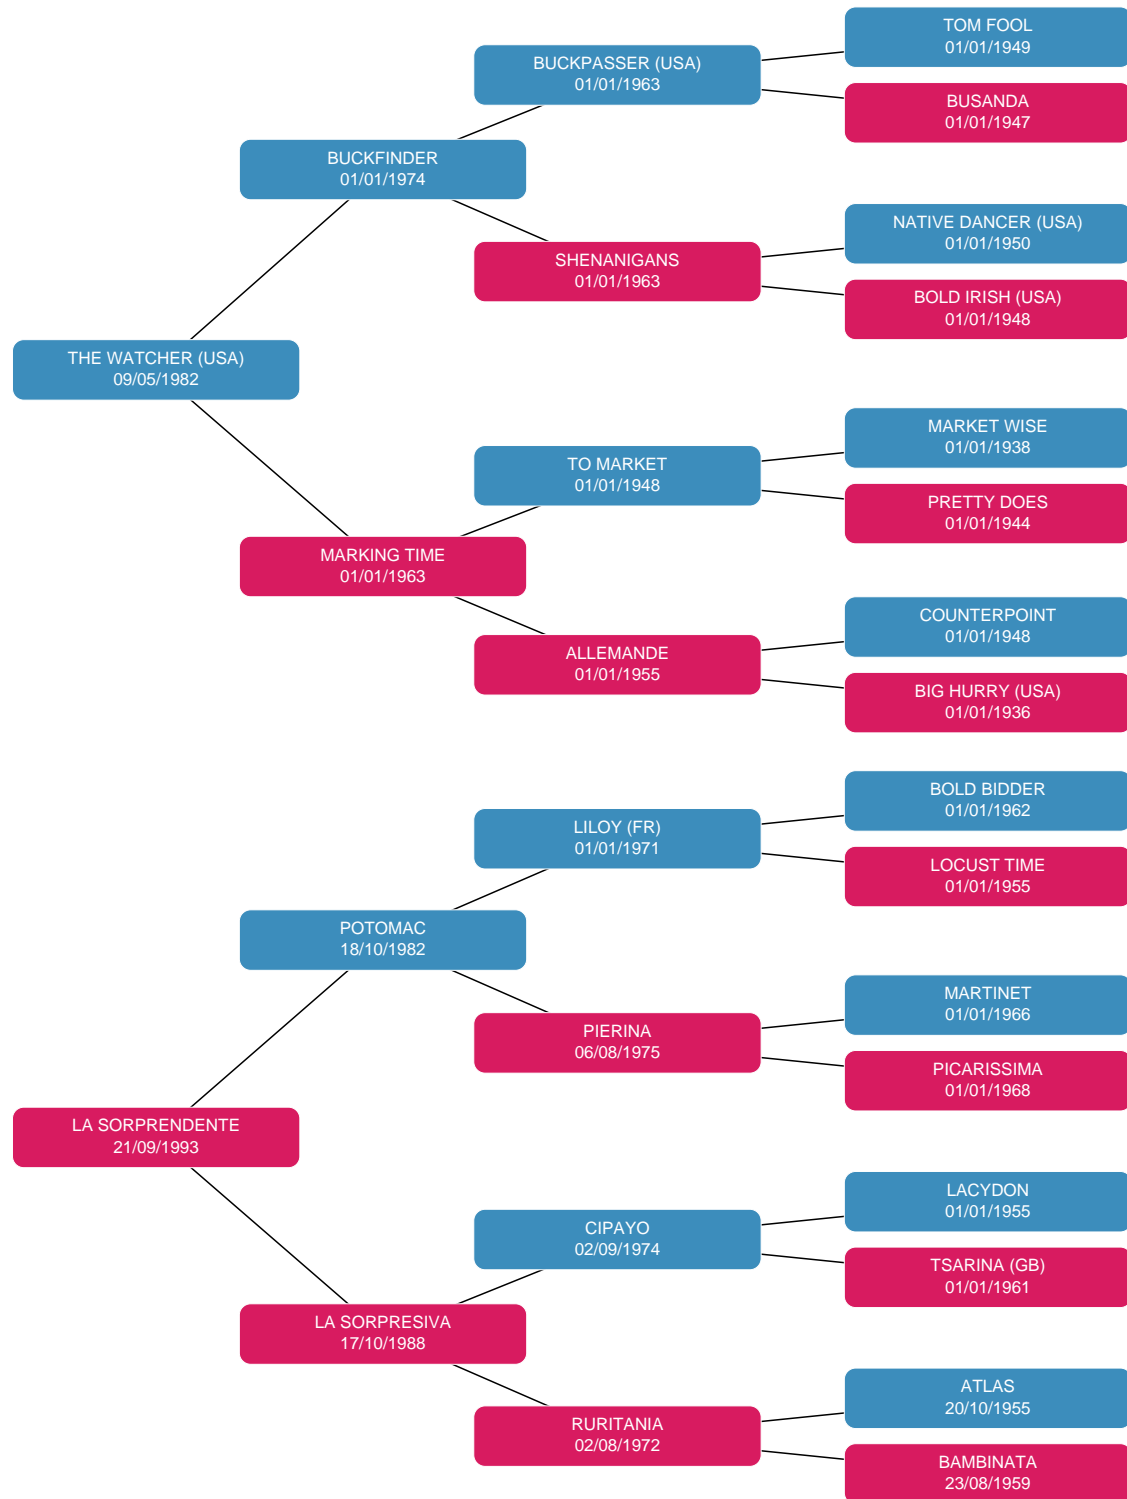 TOM FOOL
01/01/1949
BUCKPASSER (USA)
01/01/1963
BUSANDA
01/01/1947
BUCKFINDER
01/01/1974
NATIVE DANCER (USA)
01/01/1950
SHENANIGANS
01/01/1963
BOLD IRISH (USA)
01/01/1948
THE WATCHER (USA)
09/05/1982
MARKET WISE
01/01/1938
TO MARKET
01/01/1948
PRETTY DOES
01/01/1944
MARKING TIME
01/01/1963
COUNTERPOINT
01/01/1948
ALLEMANDE
01/01/1955
BIG HURRY (USA)
01/01/1936
BOLD BIDDER
01/01/1962
LILOY (FR)
01/01/1971
LOCUST TIME
01/01/1955
POTOMAC
18/10/1982
MARTINET
01/01/1966
PIERINA
06/08/1975
PICARISSIMA
01/01/1968
LA SORPRENDENTE
21/09/1993
LACYDON
01/01/1955
CIPAYO
02/09/1974
TSARINA (GB)
01/01/1961
LA SORPRESIVA
17/10/1988
ATLAS
20/10/1955
RURITANIA
02/08/1972
BAMBINATA
23/08/1959